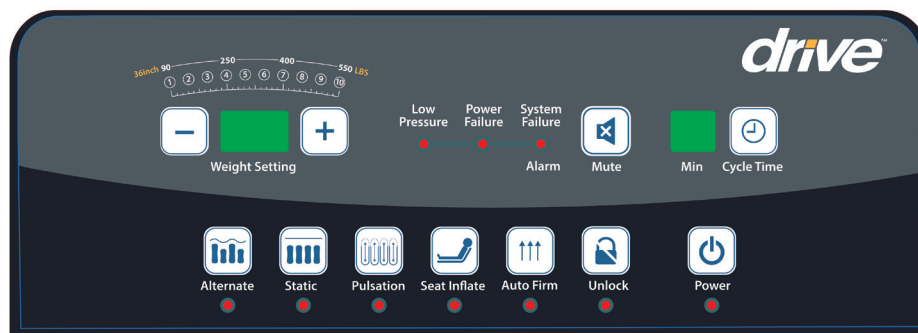 drive™
36inch 90 250 400 550 LBS
1 2 3 4 5 6 7 8 9 10
Weight Setting
Low Pressure
Power Failure
System Failure
Alarm
Mute
Min
Cycle Time
Alternate
Static
Pulsation
Seat Inflate
Auto Firm
Unlock
Power